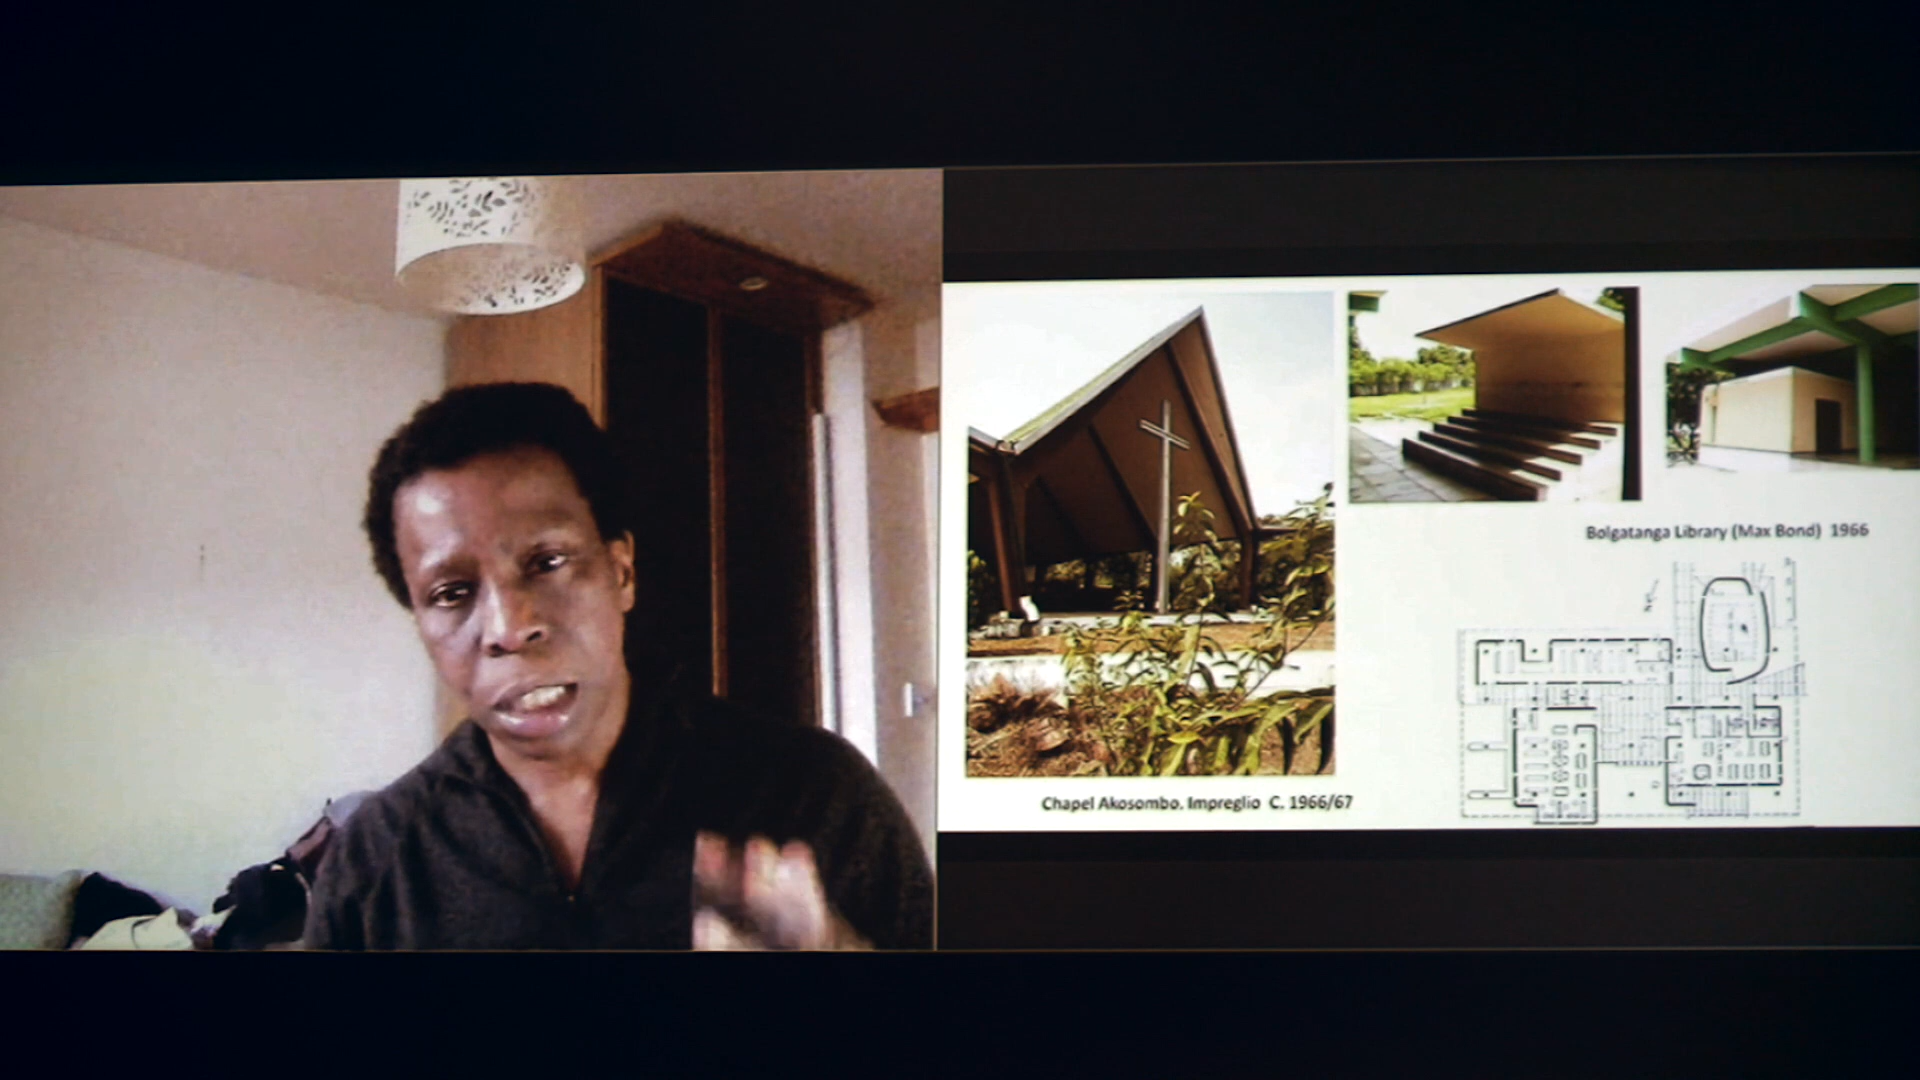 Bolgatanga Library (Max Bond) 1966
Chapel Akosombo. Impreglio C. 1966/67